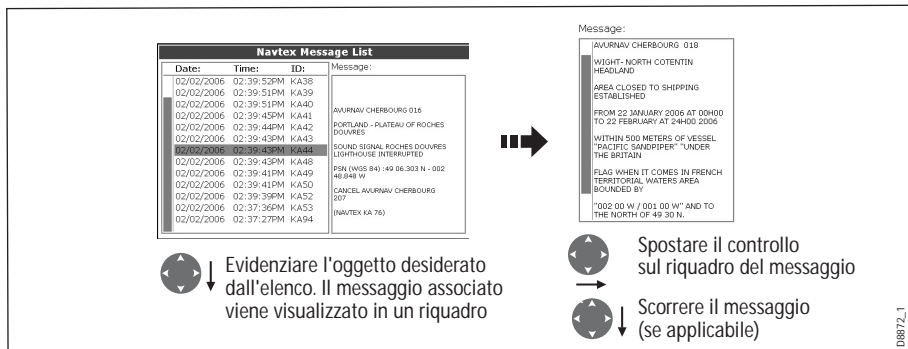 Navtex Message List
Date: Time: ID: Message:
02/02/2006 02:39:52PM KA38
02/02/2006 02:39:51PM KA39
02/02/2006 02:39:51PM KA40
02/02/2006 02:39:45PM KA41
02/02/2006 02:39:44PM KA42
02/02/2006 02:39:43PM KA43
02/02/2006 02:39:43PM KA44
02/02/2006 02:39:43PM KA48
02/02/2006 02:39:41PM KA49
02/02/2006 02:39:41PM KA50
02/02/2006 02:39:39PM KA52
02/02/2006 02:37:36PM KA53
02/02/2006 02:37:27PM KA94
AVURNAV CHERBOURG 016
PORTLAND - PLATEAU OF ROCHES
DOUVRES
SOUND SIGNAL ROCHES DOUVRES
LIGHTHOUSE INTERRUPTED
PSN (WGS 84) :49 06.303 N - 002
48.848 W
CANCEL AVURNAV CHERBOURG
207
(NAVTEX KA 76)
Evidenziare l'oggetto desiderato
dall'elenco. Il messaggio associato
viene visualizzato in un riquadro
Message:
AVURNAV CHERBOURG 018
WIGHT- NORTH COTENTIN
HEADLAND
AREA CLOSED TO SHIPPING
ESTABLISHED
FROM 22 JANUARY 2006 AT 00H00
TO 22 FEBRUARY AT 24H00 2006
WITHIN 500 METERS OF VESSEL
"PACIFIC SANDPIPER" "UNDER
THE BRITAIN
FLAG WHEN IT COMES IN FRENCH
TERRITORIAL WATERS AREA
BOUNDED BY
"002 00 W / 001 00 W" AND TO
THE NORTH OF 49 30 N.
Spostare il controllo
sul riquadro del messaggio
Scorrere il messaggio
(se applicabile)
D8872_1